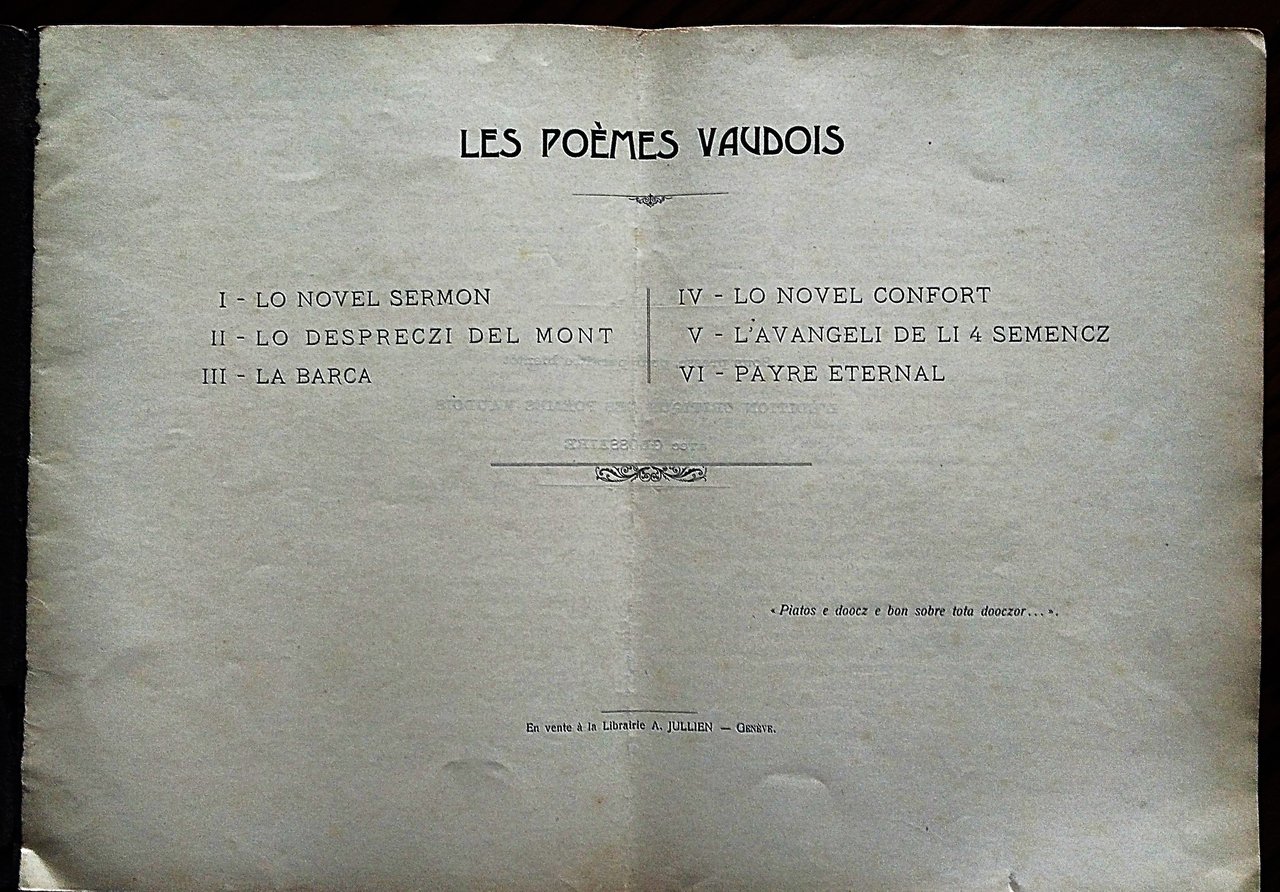 LES POÈMES VAUDOIS
I - LO NOVEL SERMON
II - LO DESPRECZI DEL MONT
III - LA BARCA
IV - LO NOVEL CONFORT
V - L'AVANGELI DE LI 4 SEMENCZ
VI - PAYRE ETERNAL
« Piatos e doocz e bon sobre tota dooczor... ».
En vente à la Librairie A. JULLIEN — GENÈVE.